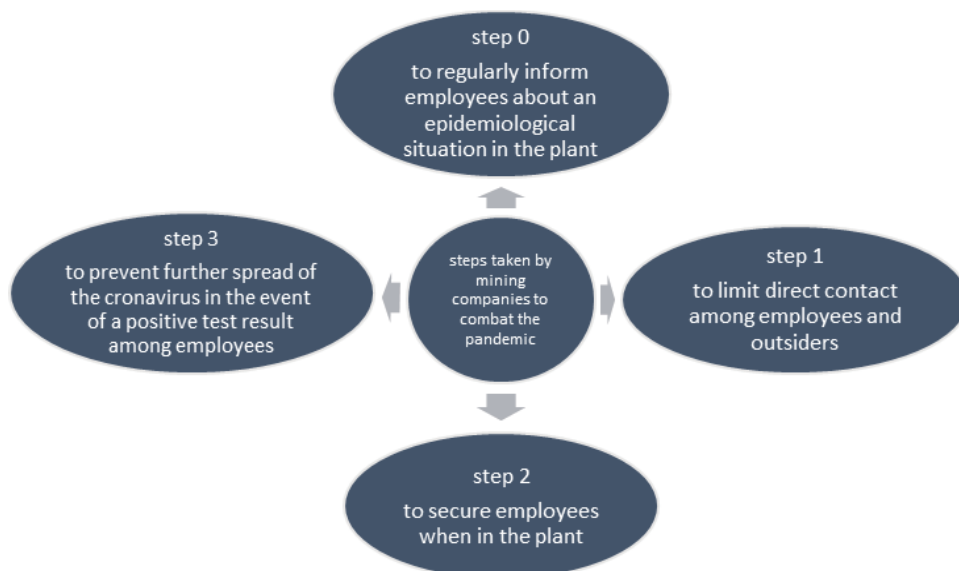 step 0
to regularly inform
employees about an
epidemiological
situation in the plant
step 3
to prevent further spread of
the cronavirus in the event
of a positive test result
among employees
steps taken by
mining
companies to
combat the
pandemic
step 1
to limit direct contact
among employees and
outsiders
step 2
to secure employees
when in the plant